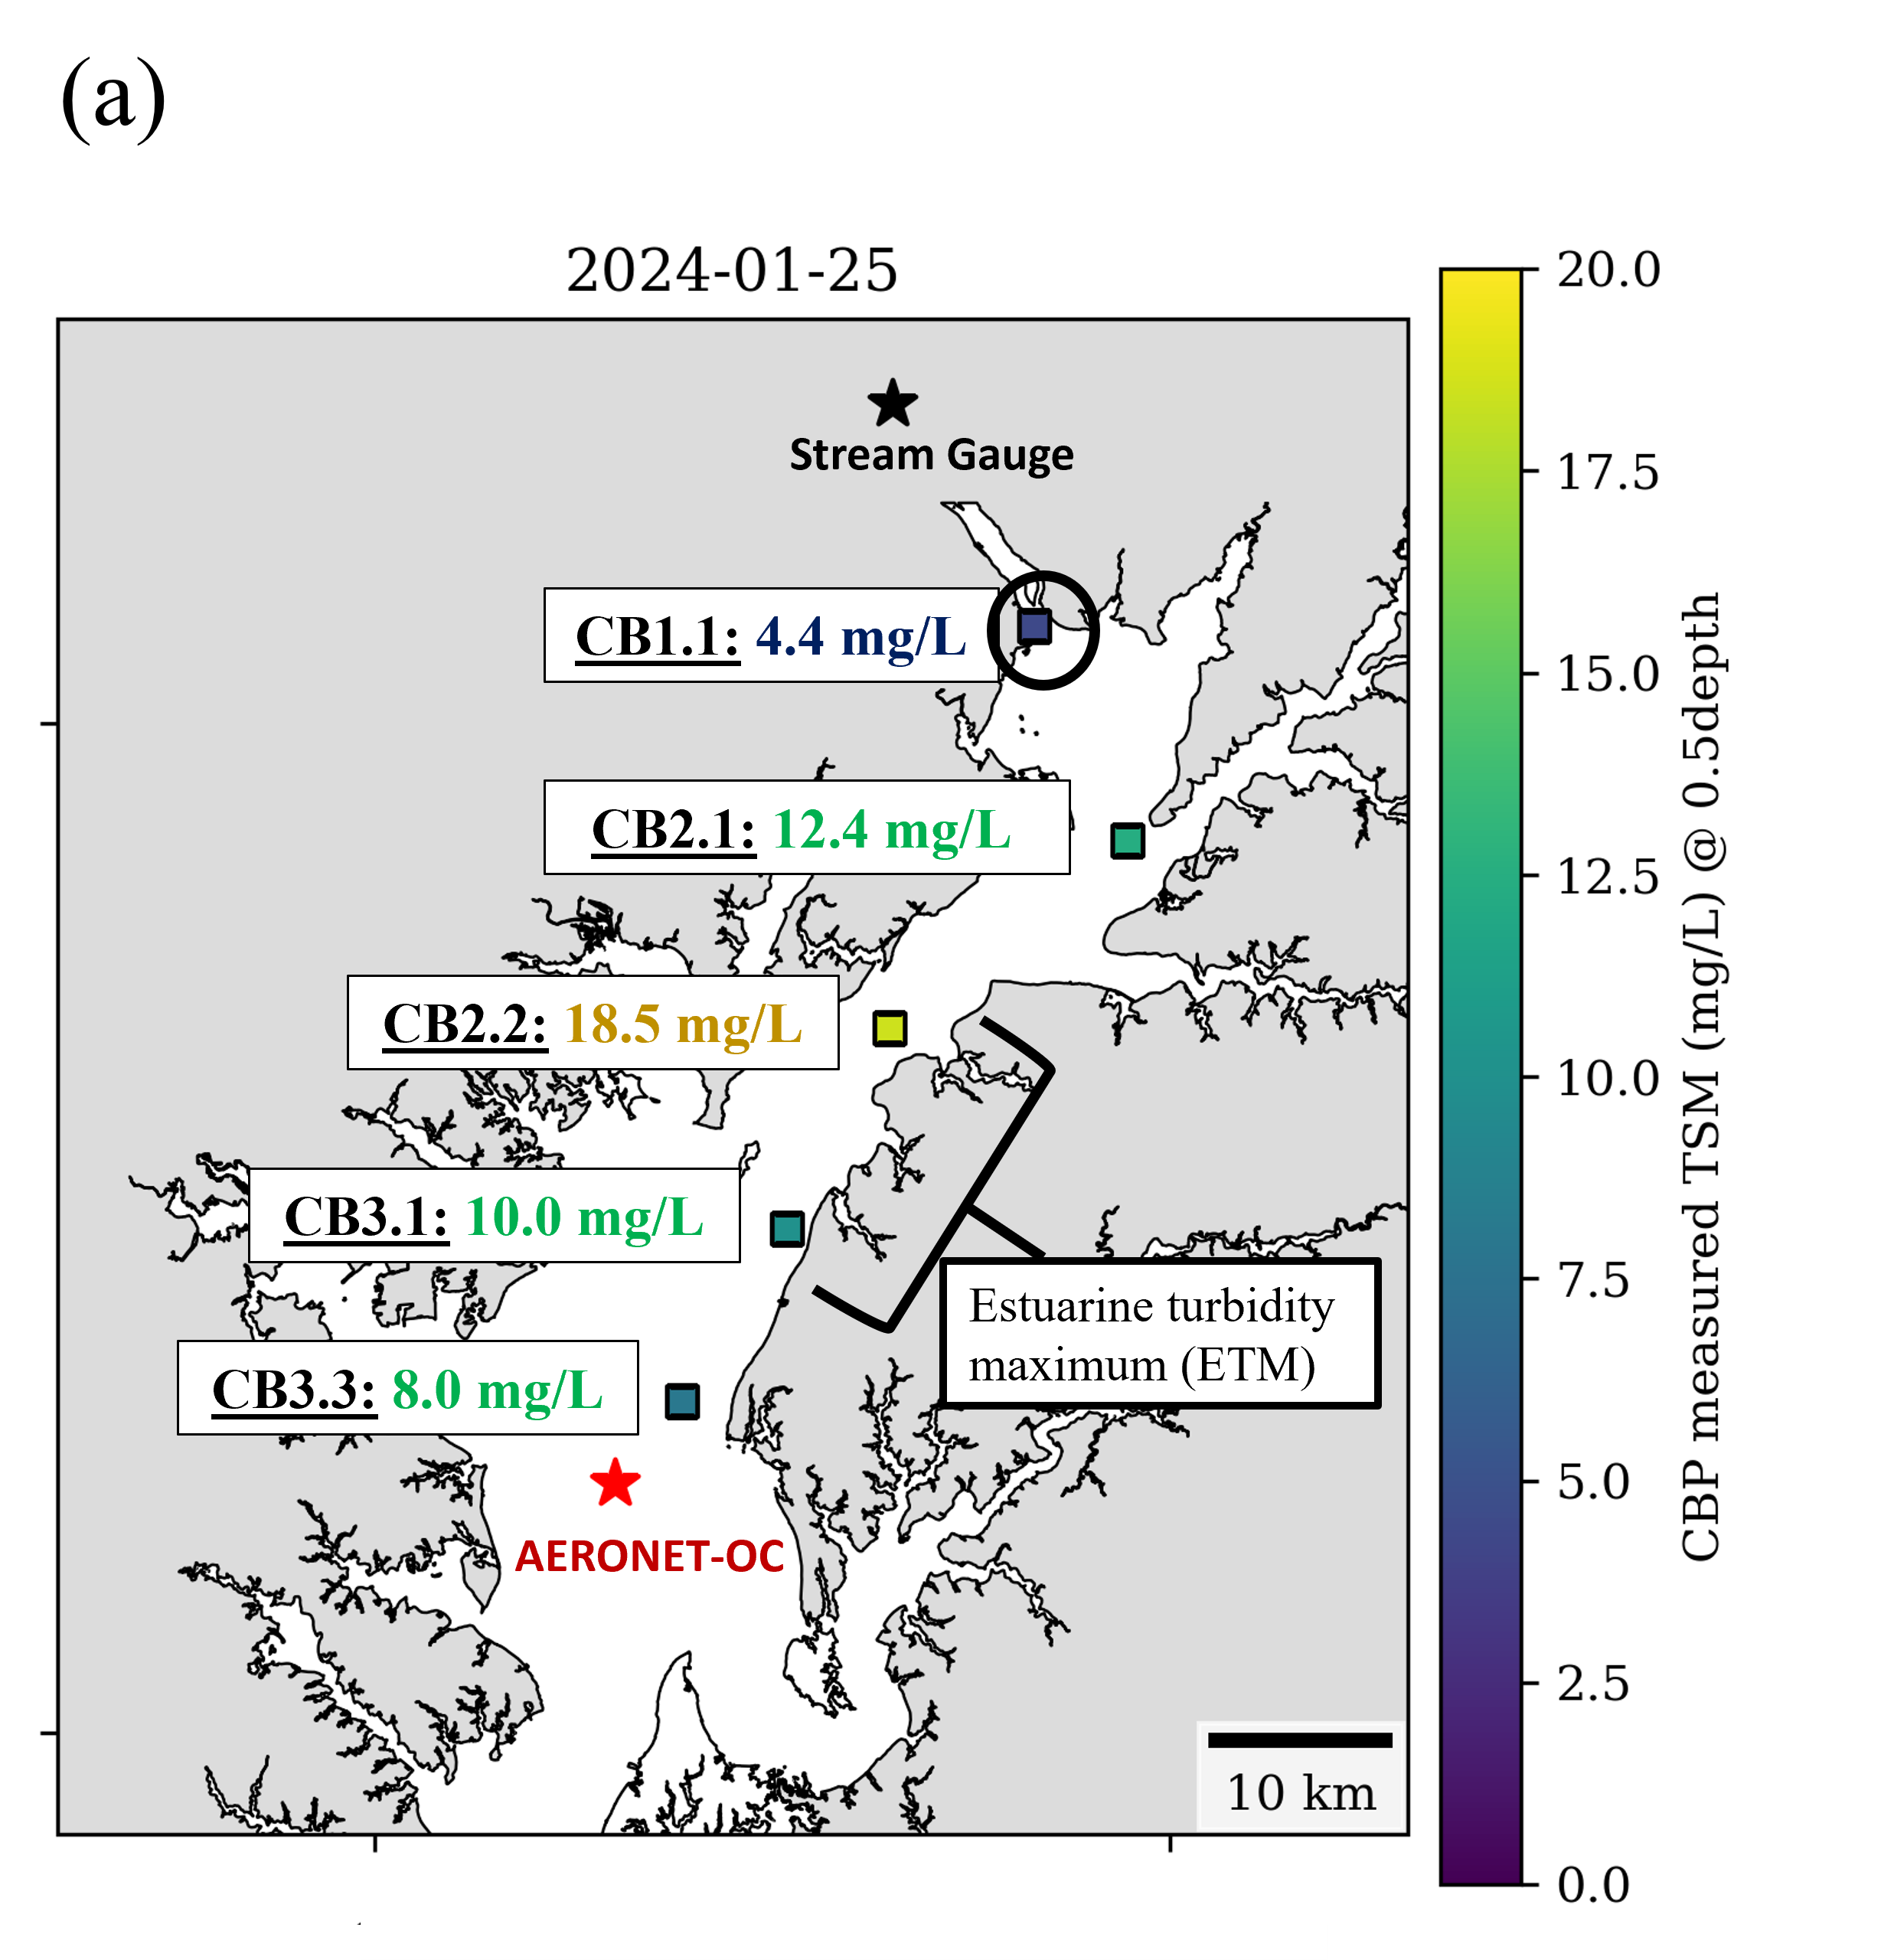 (a)
2024-01-25
Stream Gauge
CB1.1: 4.4 mg/L
CB2.1: 12.4 mg/L
CB2.2: 18.5 mg/L
CB3.1: 10.0 mg/L
CB3.3: 8.0 mg/L
Estuarine turbidity
maximum (ETM)
AERONET-OC
10 km
20.0
17.5
15.0
12.5
10.0
7.5
5.0
2.5
0.0
CBP measured TSM (mg/L) @ 0.5depth